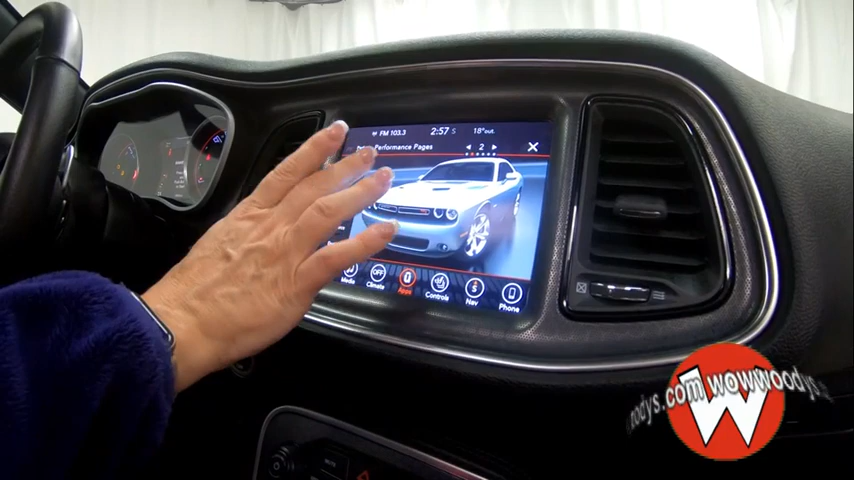 FM 103.3 2:57 18°out.
Performance Pages
2
Media Climate Apps Controls Nav Phone
OFF
W
.com wowwoodys
MUTE